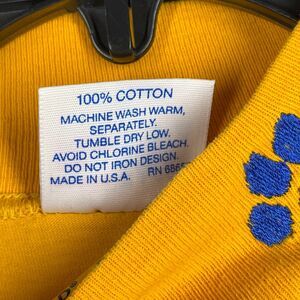 100% COTTON
MACHINE WASH WARM,
SEPARATELY.
TUMBLE DRY LOW.
AVOID CHLORINE BLEACH.
DO NOT IRON DESIGN.
MADE IN U.S.A. RN